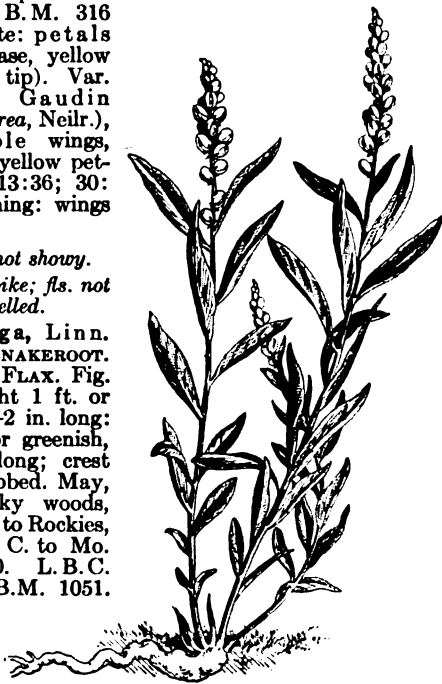 B. M. 316
te: petals
ase, yellow
tip). Var.
Gaudin
rea, Neilr.),
le wings,
yellow pet-
13:36; 30:
ning: wings
not showy.
ike; fls. not
elled.
ga, Linn.
NAKEROOT.
FLAX. Fig.
ht 1 ft. or
-2 in. long:
or greenish,
long; crest
bbed. May,
ky woods,
to Rockies,
C. to Mo.
L. B. C.
B.M. 1051.